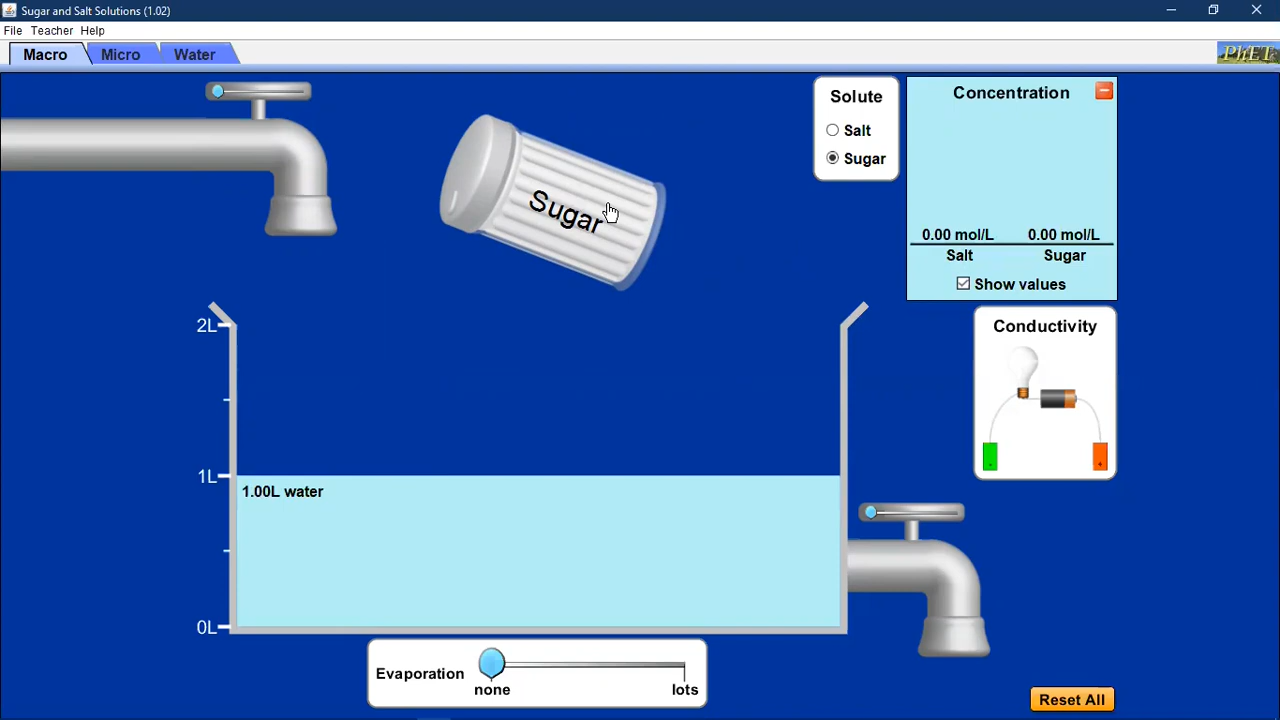 Sugar and Salt Solutions (1.02)
File Teacher Help
Macro Micro Water
PhET
Solute
Salt
Sugar
Concentration
0.00 mol/L 0.00 mol/L
Salt Sugar
Show values
Sugar
Conductivity
2L
1L
0L
1.00L water
Evaporation
none lots
Reset All